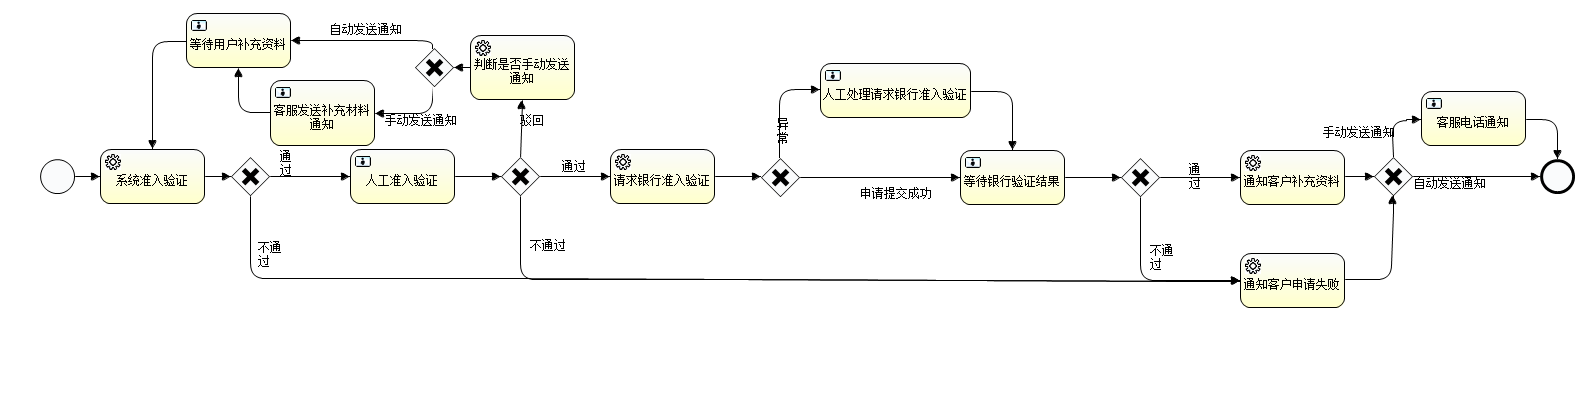 自动发送通知
等待用户补充资料
判断是否手动发送
通知
客服发送补充材料
通知
手动发送通知
驳回
系统准入验证
通
过
人工准入验证
通过
请求银行准入验证
异
常
人工处理请求银行准入验证
申请提交成功
等待银行验证结果
通
过
通知客户补充资料
手动发送通知
客服电话通知
自动发送通知
不通
过
不通过
不通
过
通知客户申请失败